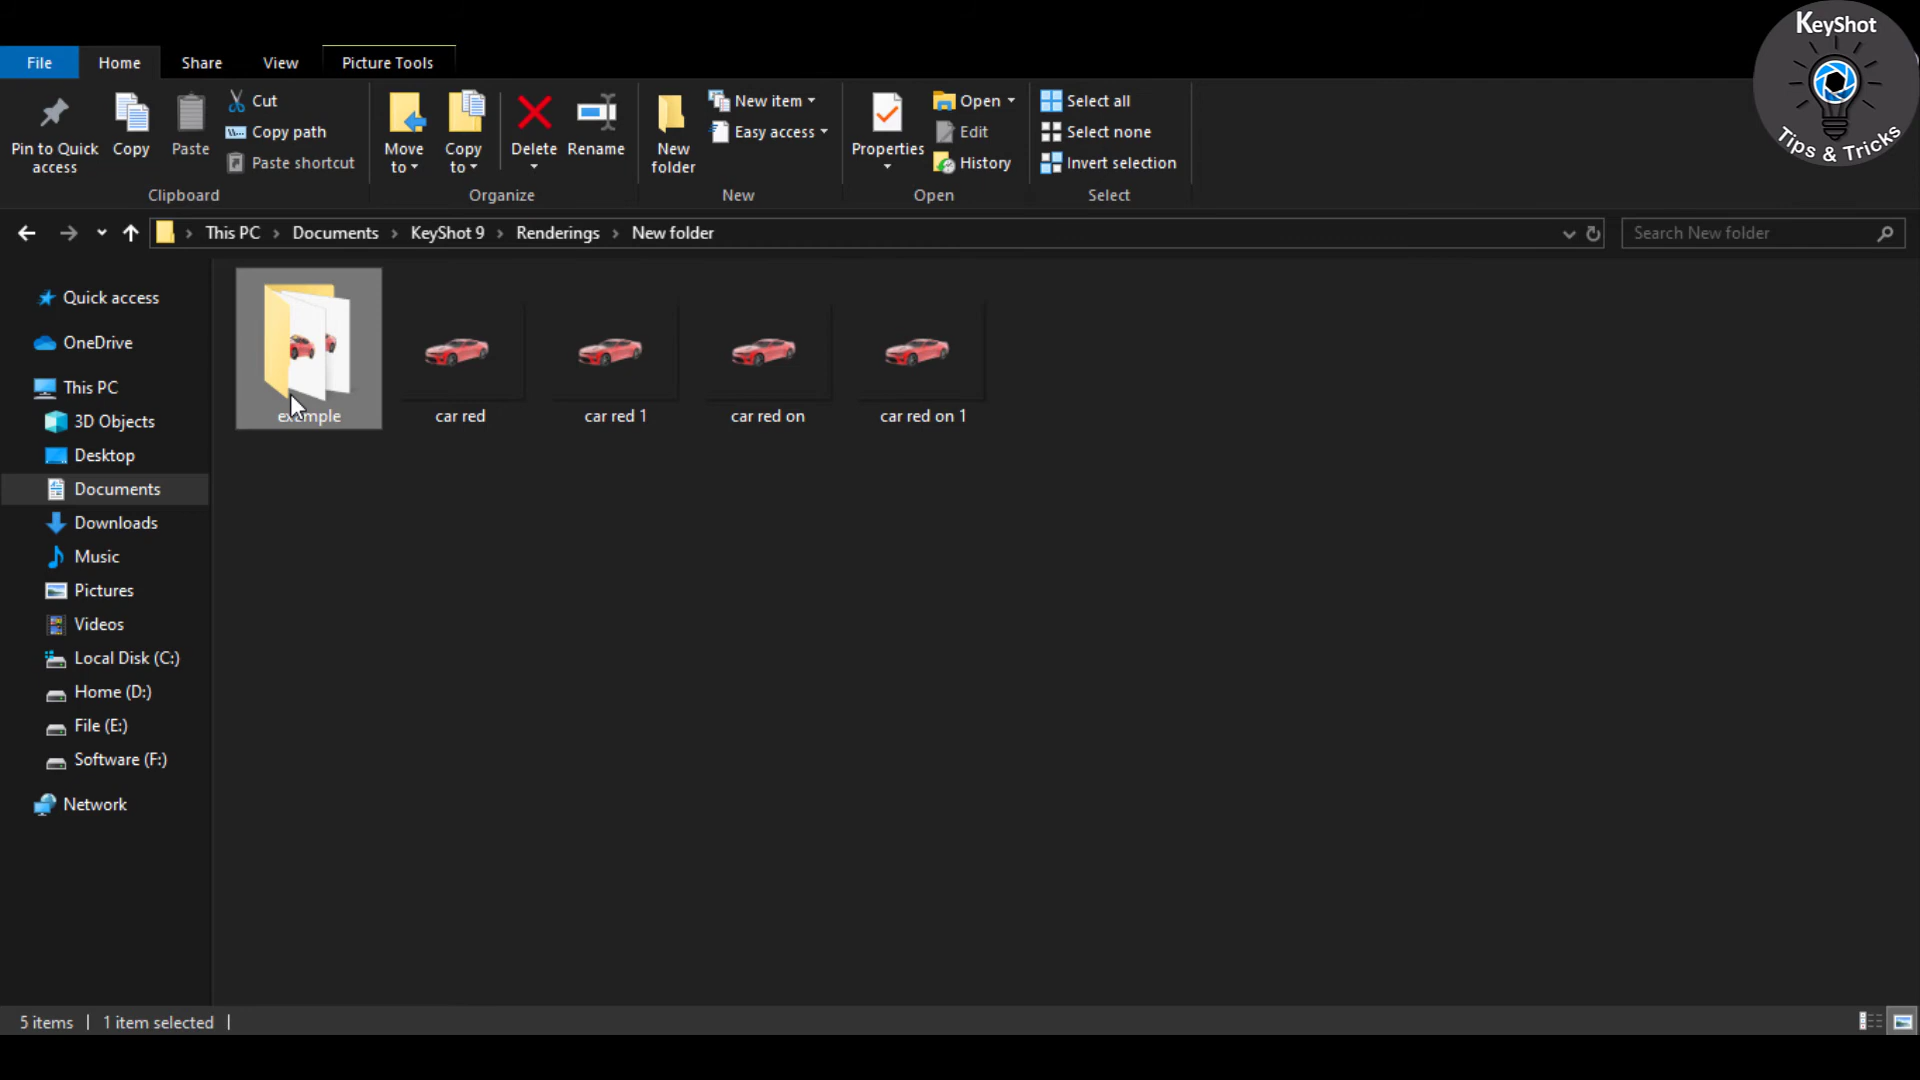 KeyShot
Tips & Tricks
File Home Share View Picture Tools
Pin to Quick access
Copy
Paste
Cut
Copy path
Paste shortcut
Clipboard
Move to
Copy to
Delete
Rename
Organize
New folder
New item
Easy access
New
Properties
Open
Edit
History
Open
Select all
Select none
Invert selection
Select
This PC > Documents > KeyShot 9 > Renderings > New folder
Search New folder
Quick access
OneDrive
This PC
3D Objects
Desktop
Documents
Downloads
Music
Pictures
Videos
Local Disk (C:)
Home (D:)
File (E:)
Software (F:)
Network
example
car red
car red 1
car red on
car red on 1
5 items | 1 item selected |